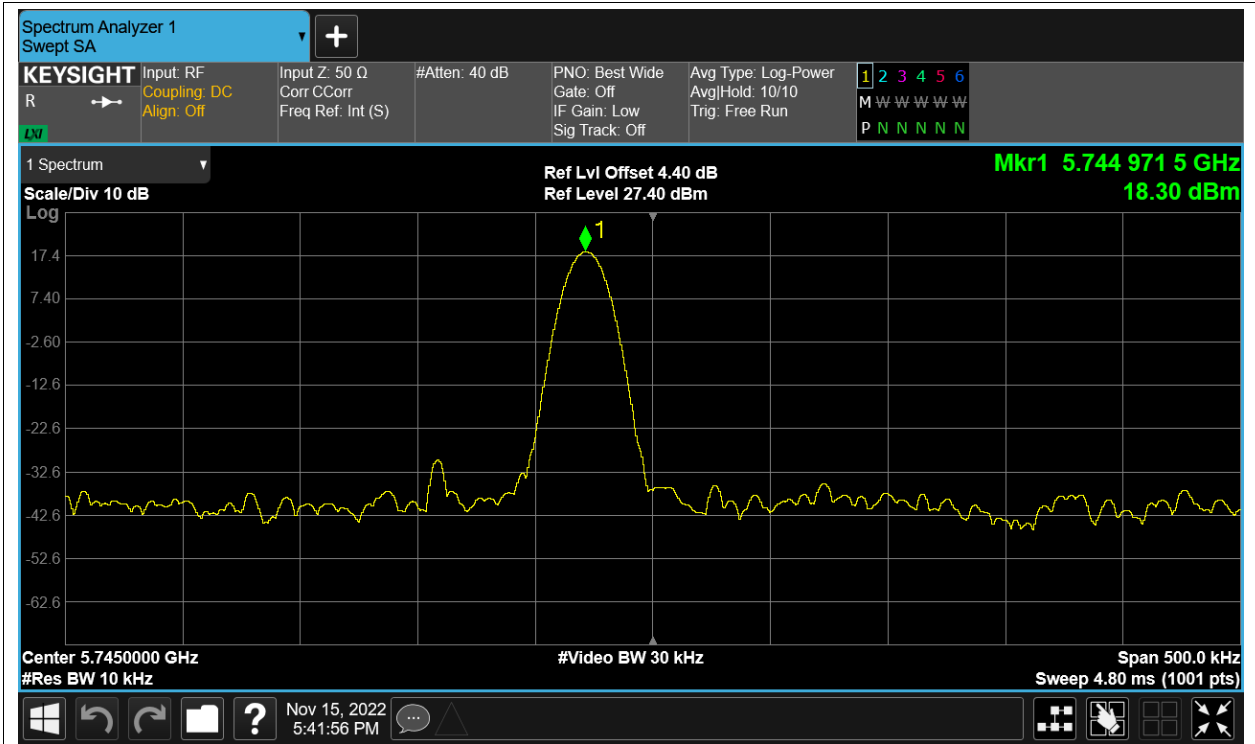 Spectrum Analyzer 1
Swept SA
KEYSIGHT
R
LXI
Input: RF
Coupling: DC
Align: Off
Input Z: 50 Ω
Corr CCorr
Freq Ref: Int (S)
#Atten: 40 dB
PNO: Best Wide
Gate: Off
IF Gain: Low
Sig Track: Off
Avg Type: Log-Power
Avg|Hold: 10/10
Trig: Free Run
1 2 3 4 5 6
M W W W W W W
P N N N N N
1 Spectrum
Scale/Div 10 dB
Log
Ref Lvl Offset 4.40 dB
Ref Level 27.40 dBm
Mkr1 5.744 971 5 GHz
18.30 dBm
1
17.4
7.40
-2.60
-12.6
-22.6
-32.6
-42.6
-52.6
-62.6
Center 5.7450000 GHz
#Res BW 10 kHz
#Video BW 30 kHz
Span 500.0 kHz
Sweep 4.80 ms (1001 pts)
?
Nov 15, 2022
5:41:56 PM